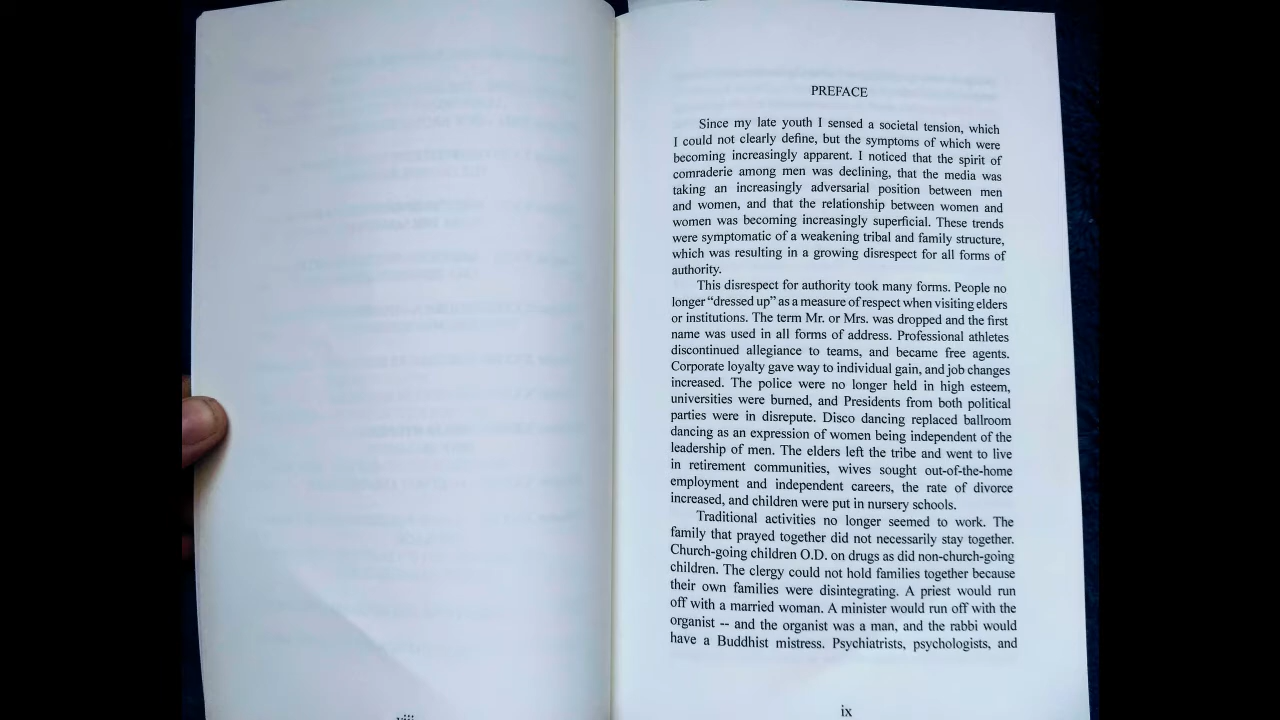 PREFACE
Since my late youth I sensed a societal tension, which
I could not clearly define, but the symptoms of which were
becoming increasingly apparent. I noticed that the spirit of
comraderie among men was declining, that the media was
taking an increasingly adversarial position between men
and women, and that the relationship between women and
women was becoming increasingly superficial. These trends
were symptomatic of a weakening tribal and family structure,
which was resulting in a growing disrespect for all forms of
authority.
This disrespect for authority took many forms. People no
longer “dressed up” as a measure of respect when visiting elders
or institutions. The term Mr. or Mrs. was dropped and the first
name was used in all forms of address. Professional athletes
discontinued allegiance to teams, and became free agents.
Corporate loyalty gave way to individual gain, and job changes
increased. The police were no longer held in high esteem,
universities were burned, and Presidents from both political
parties were in disrepute. Disco dancing replaced ballroom
dancing as an expression of women being independent of the
leadership of men. The elders left the tribe and went to live
in retirement communities, wives sought out-of-the-home
employment and independent careers, the rate of divorce
increased, and children were put in nursery schools.
Traditional activities no longer seemed to work. The
family that prayed together did not necessarily stay together.
Church-going children O.D. on drugs as did non-church-going
children. The clergy could not hold families together because
their own families were disintegrating. A priest would run
off with a married woman. A minister would run off with the
organist -- and the organist was a man, and the rabbi would
have a Buddhist mistress. Psychiatrists, psychologists, and
ix